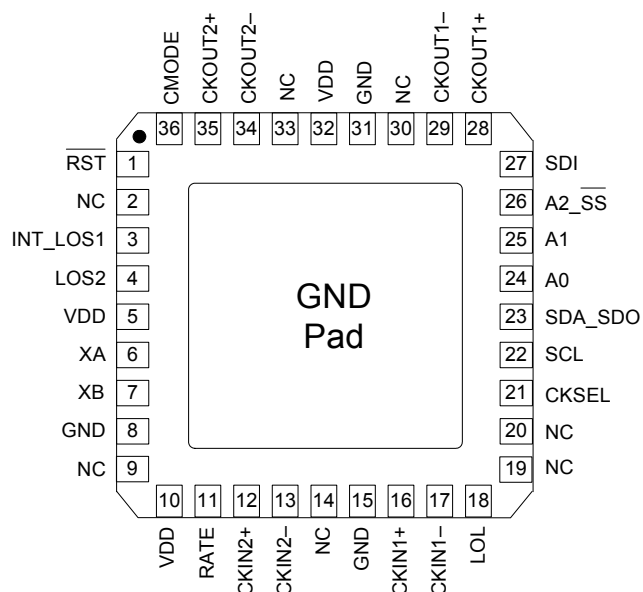 CMODE
CKOUT2+
CKOUT2–
NC
VDD
GND
NC
CKOUT1–
CKOUT1+
36 35 34 33 32 31 30 29 28
RST 1
NC 2
INT_LOS1 3
LOS2 4
VDD 5
XA 6
XB 7
GND 8
NC 9
GND
Pad
27 SDI
26 A2_SS
25 A1
24 A0
23 SDA_SDO
22 SCL
21 CKSEL
20 NC
19 NC
10 11 12 13 14 15 16 17 18
VDD
RATE
CKIN2+
CKIN2–
NC
GND
CKIN1+
CKIN1–
LOL